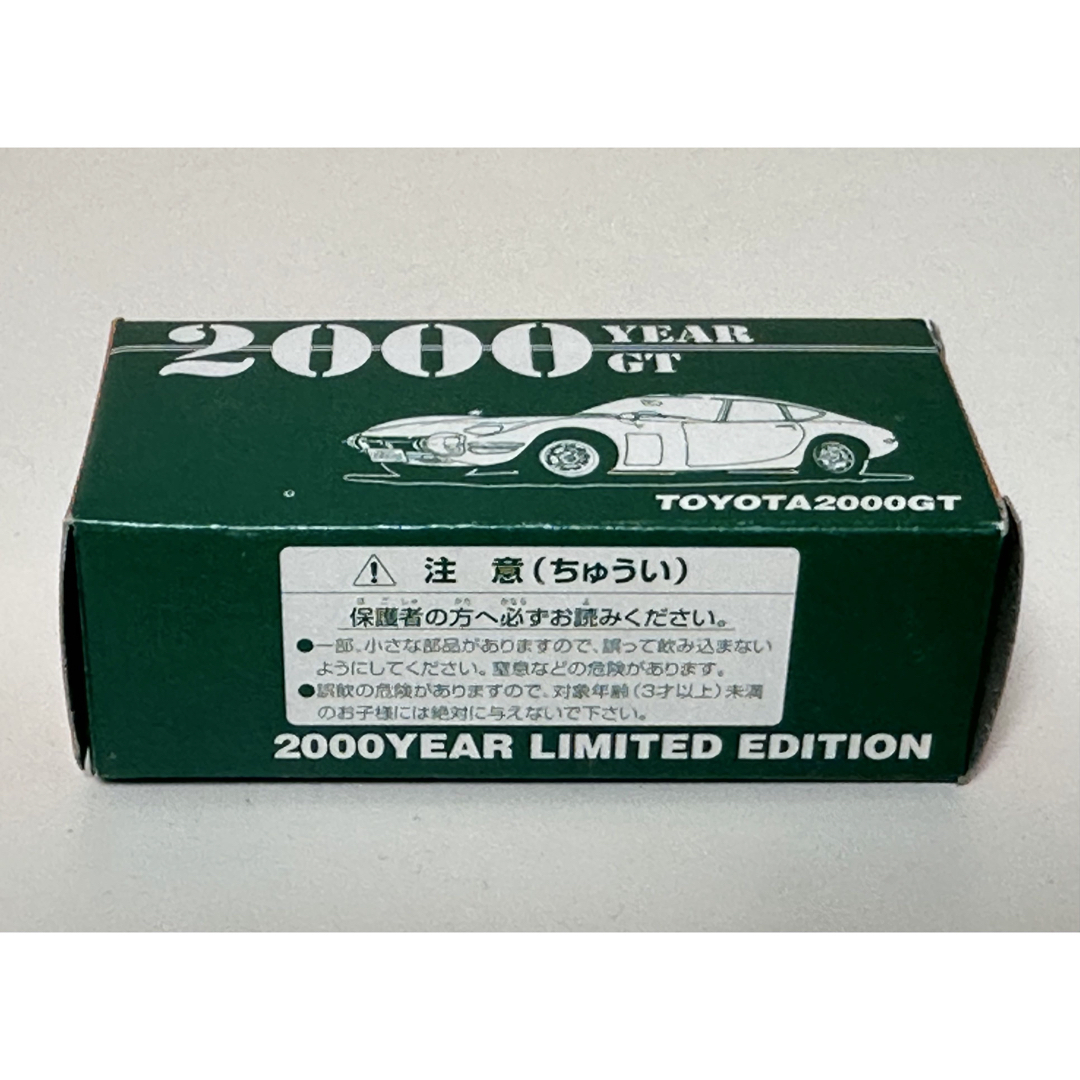 2000 YEAR
GT
TOYOTA2000GT
注 意(ちゅうい)
保護者の方へ必ずお読みください。
●一部、小さな部品がありますので、誤って飲み込まない
ようにしてください。窒息などの危険があります。
●誤飲の危険がありますので、対象年齢(3才以上)未満
のお子様には絶対に与えないで下さい。
2000YEAR LIMITED EDITION